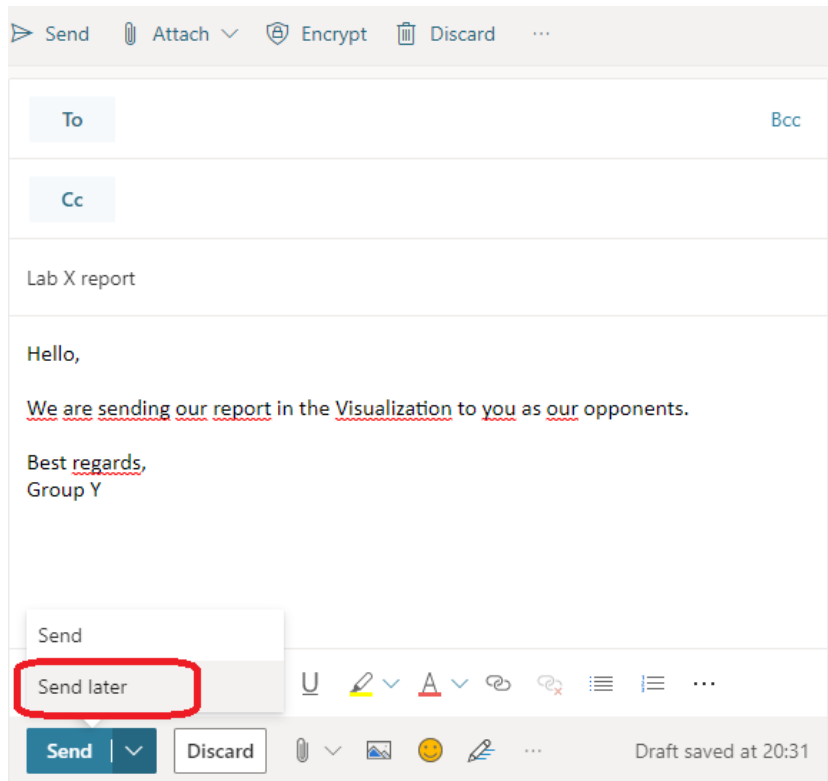 Send Attach Encrypt Discard ...
To Bcc
Cc
Lab X report
Hello,
We are sending our report in the Visualization to you as our opponents.
Best regards,
Group Y
Send
Send later
U A ...
Send Discard ... Draft saved at 20:31